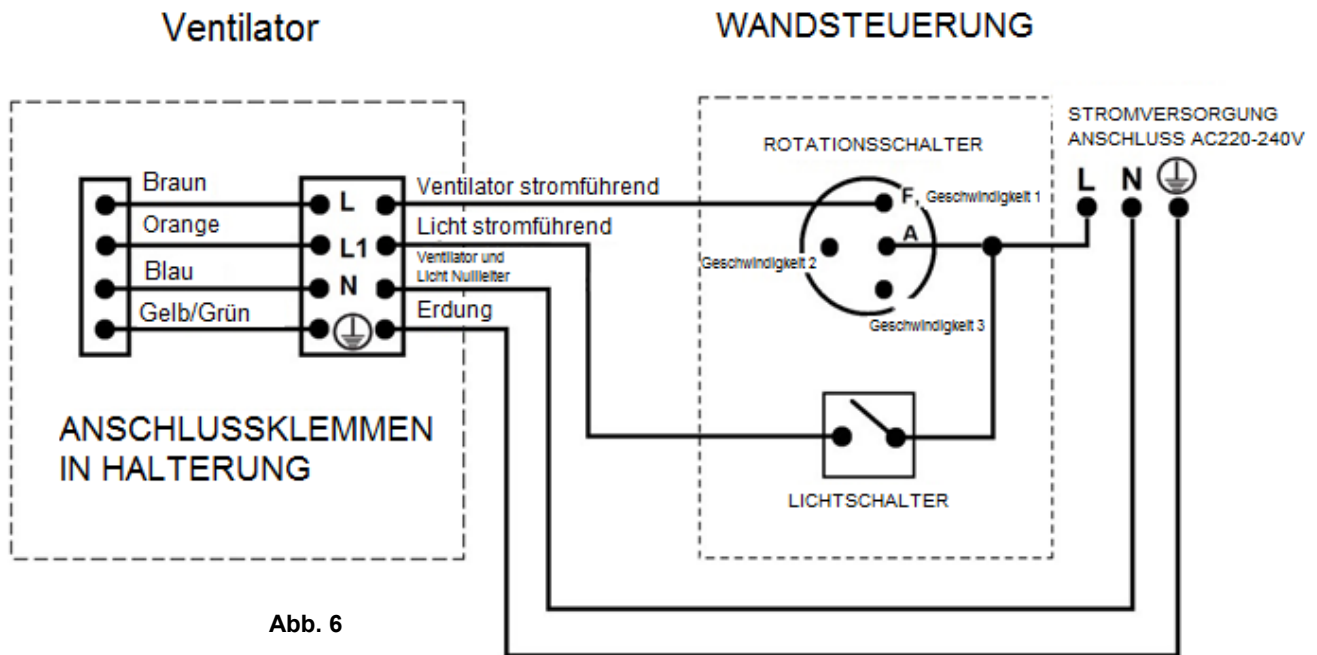 Ventilator
WANDSTEUERUNG
STROMVERSORGUNG
ANSCHLUSS AC220-240V
L N
ROTATIONSSCHALTER
F, Geschwindigkeit 1
A
Geschwindigkeit 2
Geschwindigkeit 3
LICHTSCHALTER
Braun
Orange
Blau
Gelb/Grün
L
L1
N
Ventilator stromführend
Licht stromführend
Ventilator und
Licht Nullleiter
Erdung
ANSCHLUSSKLEMMEN
IN HALTERUNG
Abb. 6